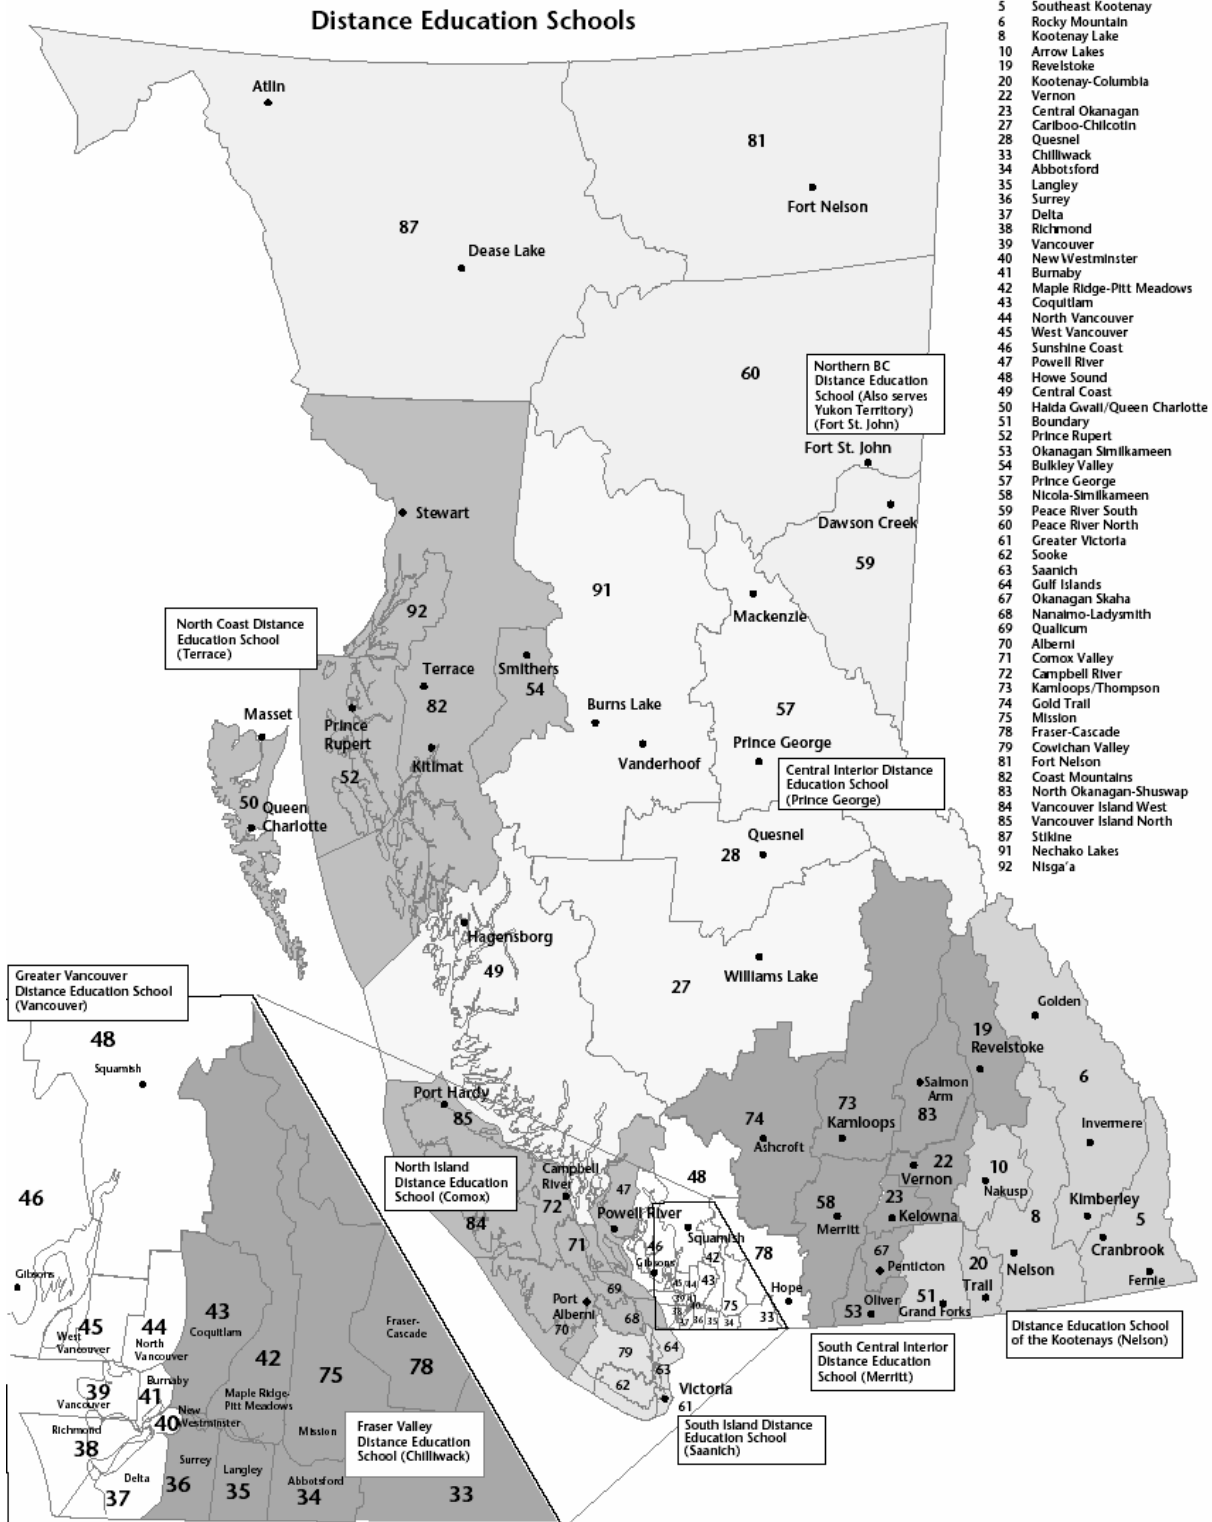 Distance Education Schools
5 Southeast Kootenay
6 Rocky Mountain
8 Kootenay Lake
10 Arrow Lakes
19 Revelstoke
20 Kootenay-Columbia
22 Vernon
23 Central Okanagan
27 Cariboo-Chilcotin
28 Quesnel
33 Chilliwack
34 Abbotsford
35 Langley
36 Surrey
37 Delta
38 Richmond
39 Vancouver
40 New Westminster
41 Burnaby
42 Maple Ridge-Pitt Meadows
43 Coquitlam
44 North Vancouver
45 West Vancouver
46 Sunshine Coast
47 Powell River
48 Howe Sound
49 Central Coast
50 Haida Gwaii/Queen Charlotte
51 Boundary
52 Prince Rupert
53 Okanagan Similkameen
54 Bulkley Valley
57 Prince George
58 Nicola-Similkameen
59 Peace River South
60 Peace River North
61 Greater Victoria
62 Sooke
63 Saanich
64 Gulf Islands
67 Okanagan Skaha
68 Nanaimo-Ladysmith
69 Qualicum
70 Alberni
71 Comox Valley
72 Campbell River
73 Kamloops/Thompson
74 Gold Trail
75 Mission
78 Fraser-Cascade
79 Cowichan Valley
81 Fort Nelson
82 Coast Mountains
83 North Okanagan-Shuswap
84 Vancouver Island West
85 Vancouver Island North
87 Stikine
91 Nechako Lakes
92 Nisga'a
Atlin
81
Fort Nelson
87
Dease Lake
60
Northern BC
Distance Education
School (Also serves
Yukon Territory)
(Fort St. John)
Fort St. John
Dawson Creek
59
Stewart
92
91
Mackenzie
North Coast Distance
Education School
(Terrace)
Terrace
82
Smithers
54
Kitimat
Prince
Rupert
52
Masset
50 Queen
Charlotte
Burns Lake
Vanderhoof
57
Prince George
Central Interior Distance
Education School
(Prince George)
Quesnel
28
Hagensborg
49
Williams Lake
27
Golden
19
Revelstoke
6
Salmon
Arm
83
73
Kamloops
74
Ashcroft
Invermere
22
Vernon
10
Nakusp
23
Kelowna
58
Merritt
8
Kimberley
5
Cranbrook
Fernie
67
Penticton
20
Trail
Nelson
51
Grand Forks
Oliver
53
Distance Education School
of the Kootenays (Nelson)
South Central Interior
Distance Education
School (Merritt)
Port Hardy
85
North Island
Distance Education
School (Comox)
Campbell
River
72
84
71
47
Powell River
48
Squamish
46
Gibsons
42
43
45
44
39
41
40
38
37
36
35
34
75
33
78
Hope
69
Port
Alberni
70
68
79
64
63
62
Victoria
61
South Island Distance
Education School
(Saanich)
Greater Vancouver
Distance Education School
(Vancouver)
48
Squamish
46
Gibsons
45
West
Vancouver
44
North
Vancouver
43
Coquitlam
42
Maple Ridge-
Pitt Meadows
75
Mission
Fraser-
Cascade
78
Burnaby
41
39
Vancouver
New
Westminster
40
Richmond
38
Delta
37
Surrey
36
Langley
35
Abbotsford
34
33
Fraser Valley
Distance Education
School (Chilliwack)